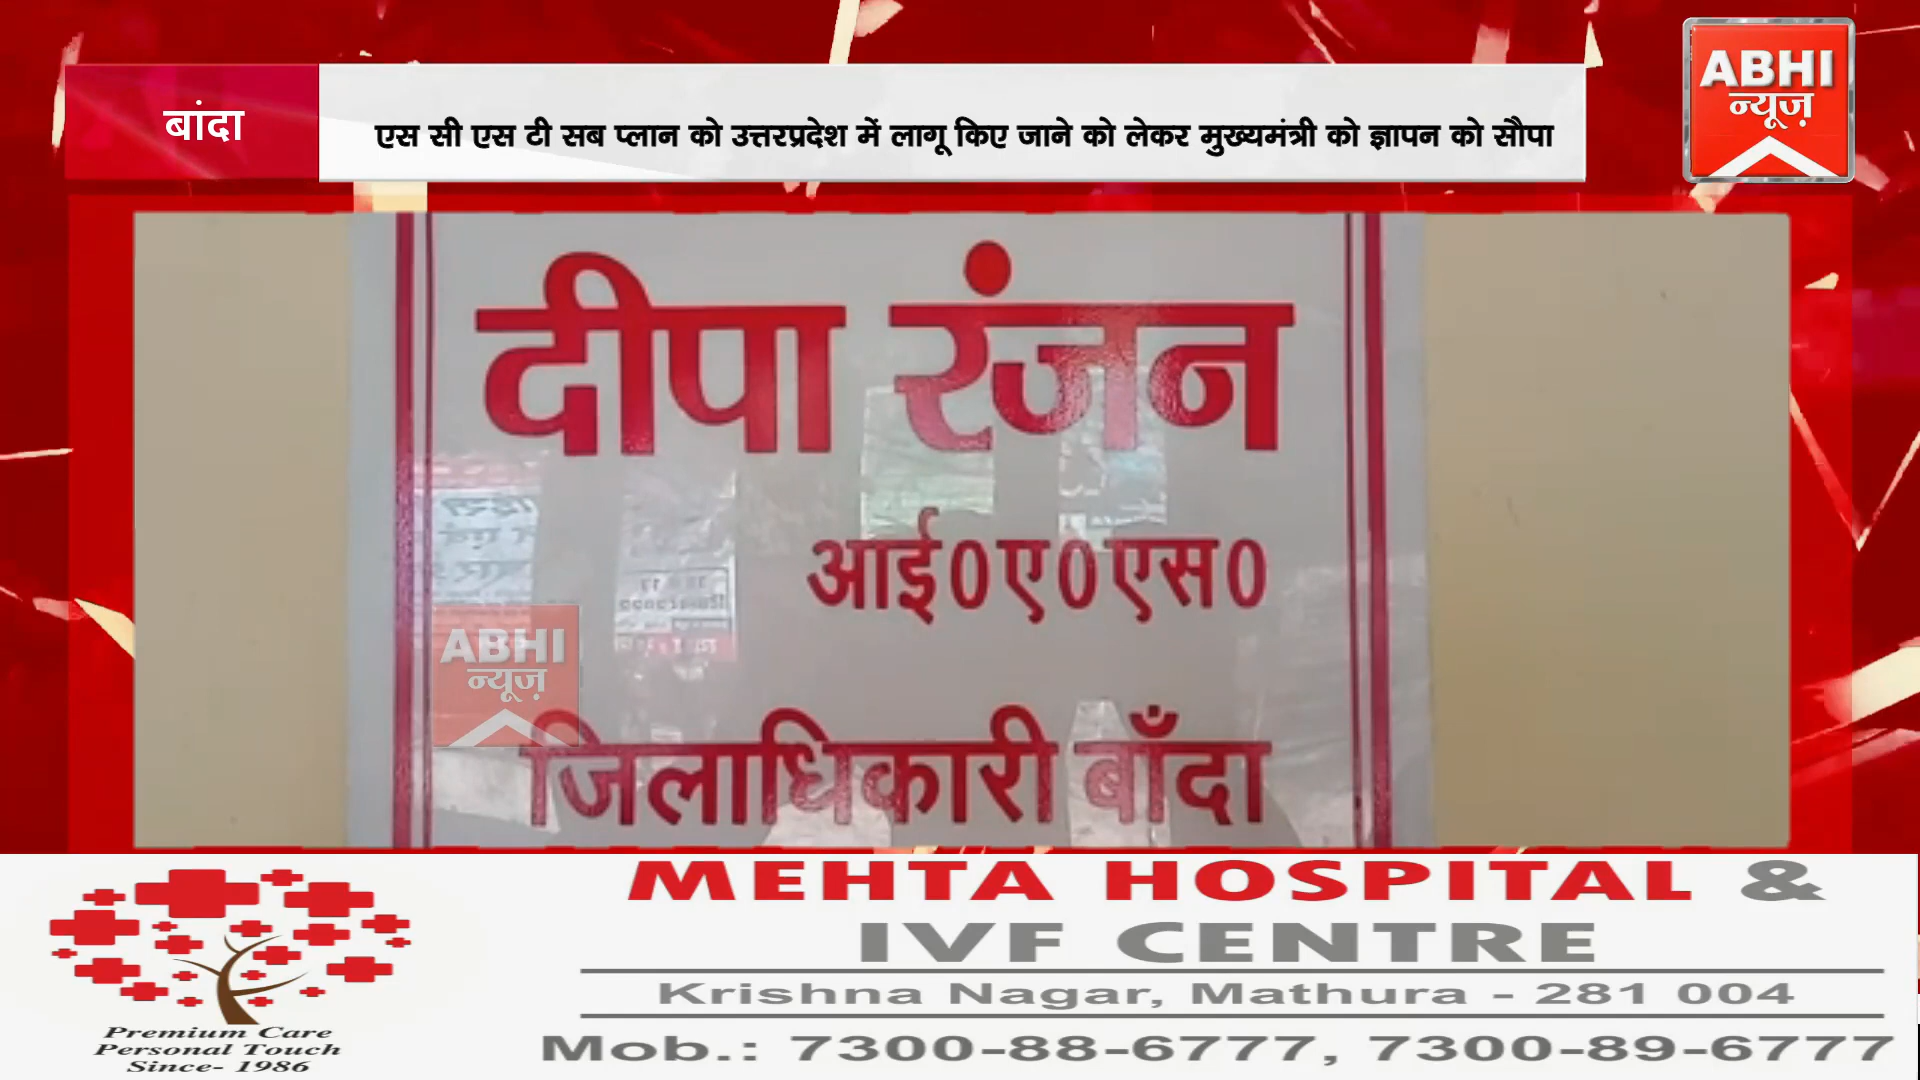 बांदा
एस सी एस टी सब प्लान को उत्तरप्रदेश में लागू किए जाने को लेकर मुख्यमंत्री को ज्ञापन को सौपा
ABHI
न्यूज़
दीपा रंजन
आई0ए0एस0
ABHI
न्यूज़
जिलाधिकारी बाँदा
MEHTA HOSPITAL &
IVF CENTRE
Krishna Nagar, Mathura - 281 004
Mob.: 7300-88-6777, 7300-89-6777
Premium Care
Personal Touch
Since- 1986